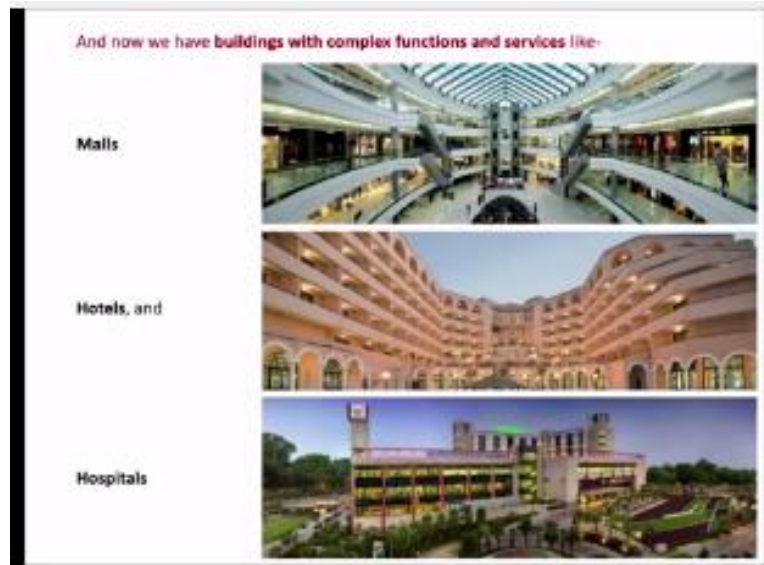 And now we have buildings with complex functions and services like-
Malls
Hotels, and
Hospitals